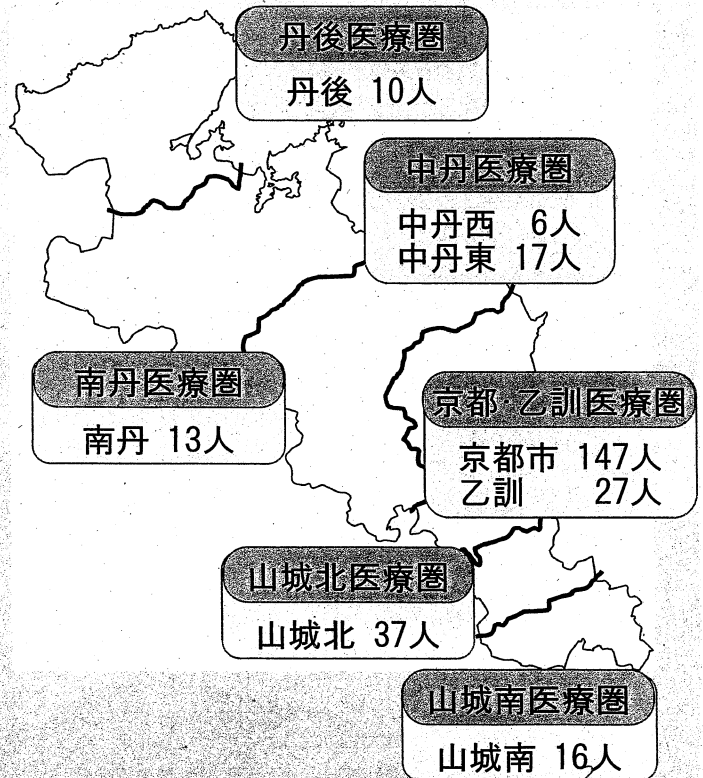 丹後医療圏
丹後 10人
中丹医療圏
中丹西 6人
中丹東 17人
南丹医療圏
南丹 13人
京都・乙訓医療圏
京都市 147人
乙訓 27人
山城北医療圏
山城北 37人
山城南医療圏
山城南 16人